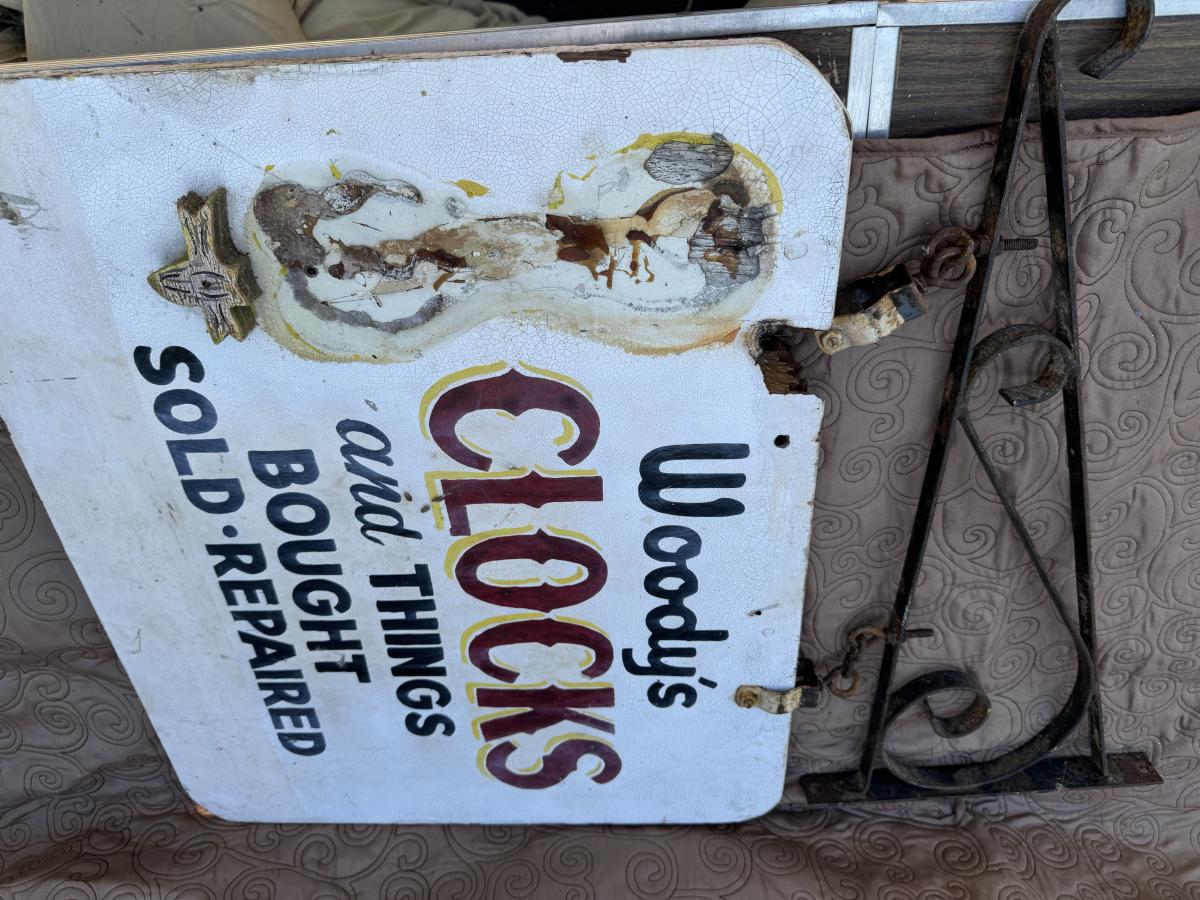 Woody's
CLOCKS
and THINGS
BOUGHT
SOLD · REPAIRED